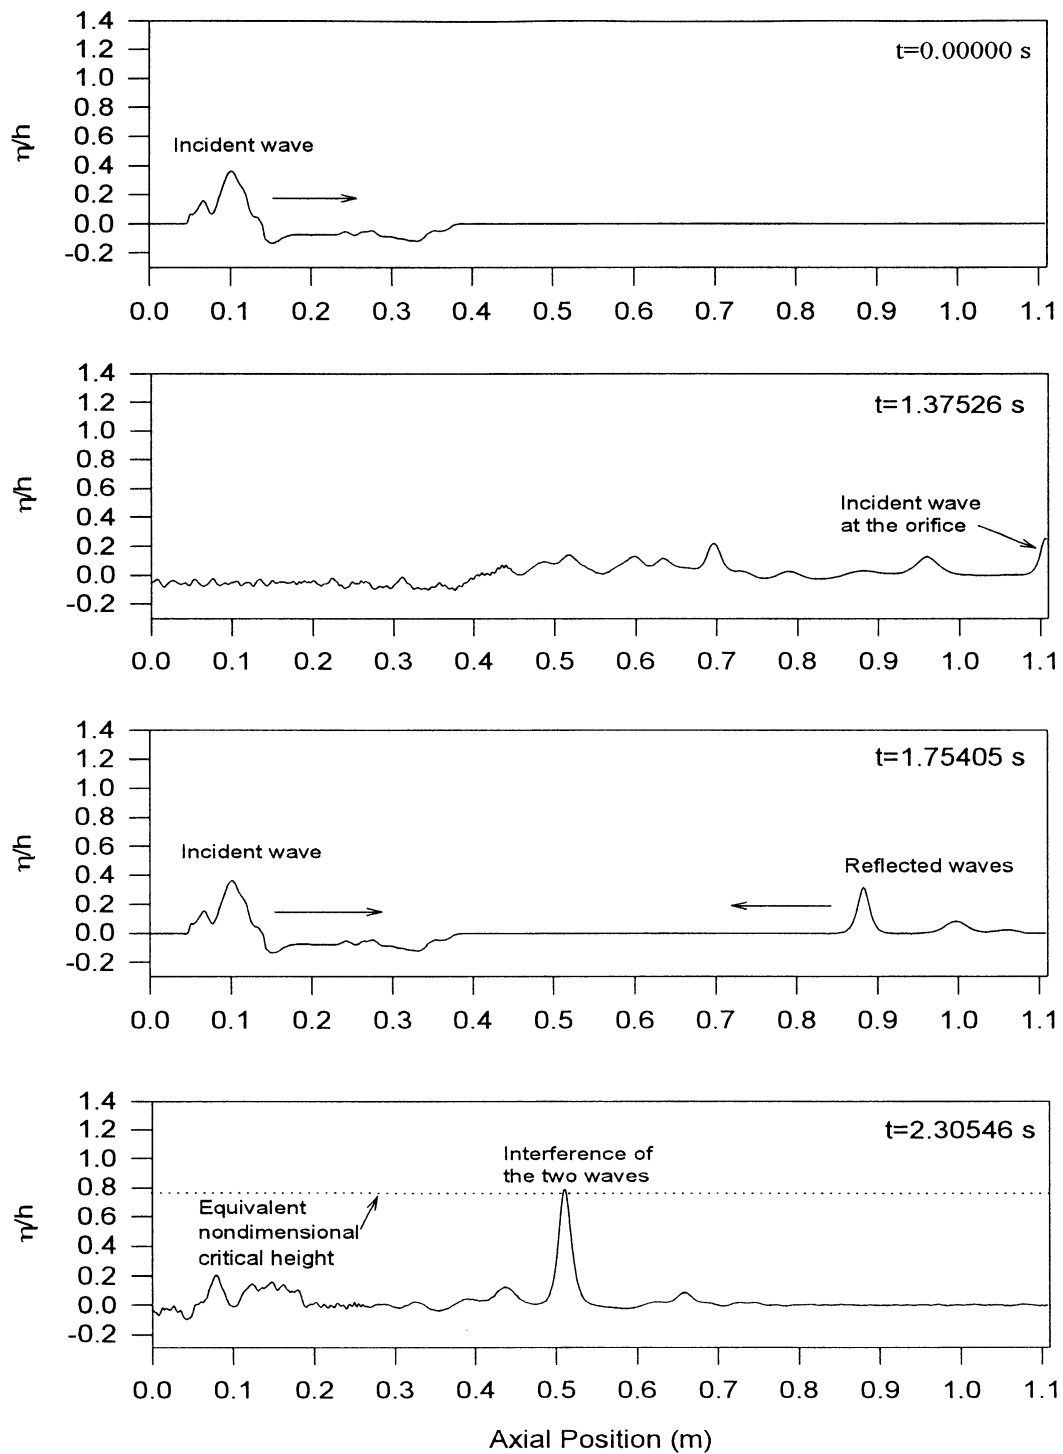 1.4
1.2
1.0
0.8
0.6
0.4
0.2
0.0
-0.2
η/h
t=0.00000 s
Incident wave
0.0 0.1 0.2 0.3 0.4 0.5 0.6 0.7 0.8 0.9 1.0 1.1
1.4
1.2
1.0
0.8
0.6
0.4
0.2
0.0
-0.2
η/h
t=1.37526 s
Incident wave
at the orifice
0.0 0.1 0.2 0.3 0.4 0.5 0.6 0.7 0.8 0.9 1.0 1.1
1.4
1.2
1.0
0.8
0.6
0.4
0.2
0.0
-0.2
η/h
t=1.75405 s
Incident wave
Reflected waves
0.0 0.1 0.2 0.3 0.4 0.5 0.6 0.7 0.8 0.9 1.0 1.1
1.4
1.2
1.0
0.8
0.6
0.4
0.2
0.0
-0.2
η/h
t=2.30546 s
Interference of
the two waves
Equivalent
nondimensional
critical height
0.0 0.1 0.2 0.3 0.4 0.5 0.6 0.7 0.8 0.9 1.0 1.1
Axial Position (m)